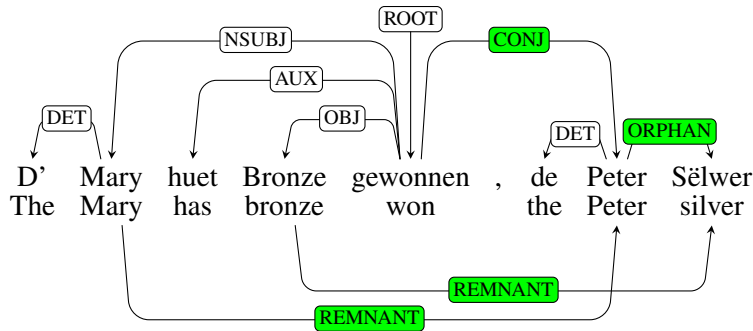 ROOT
NSUBJ CONJ
AUX
DET OBJ DET ORPHAN
D' Mary huet Bronze gewonnen , de Peter Sëlwer
The Mary has bronze won the Peter silver
REMNANT
REMNANT